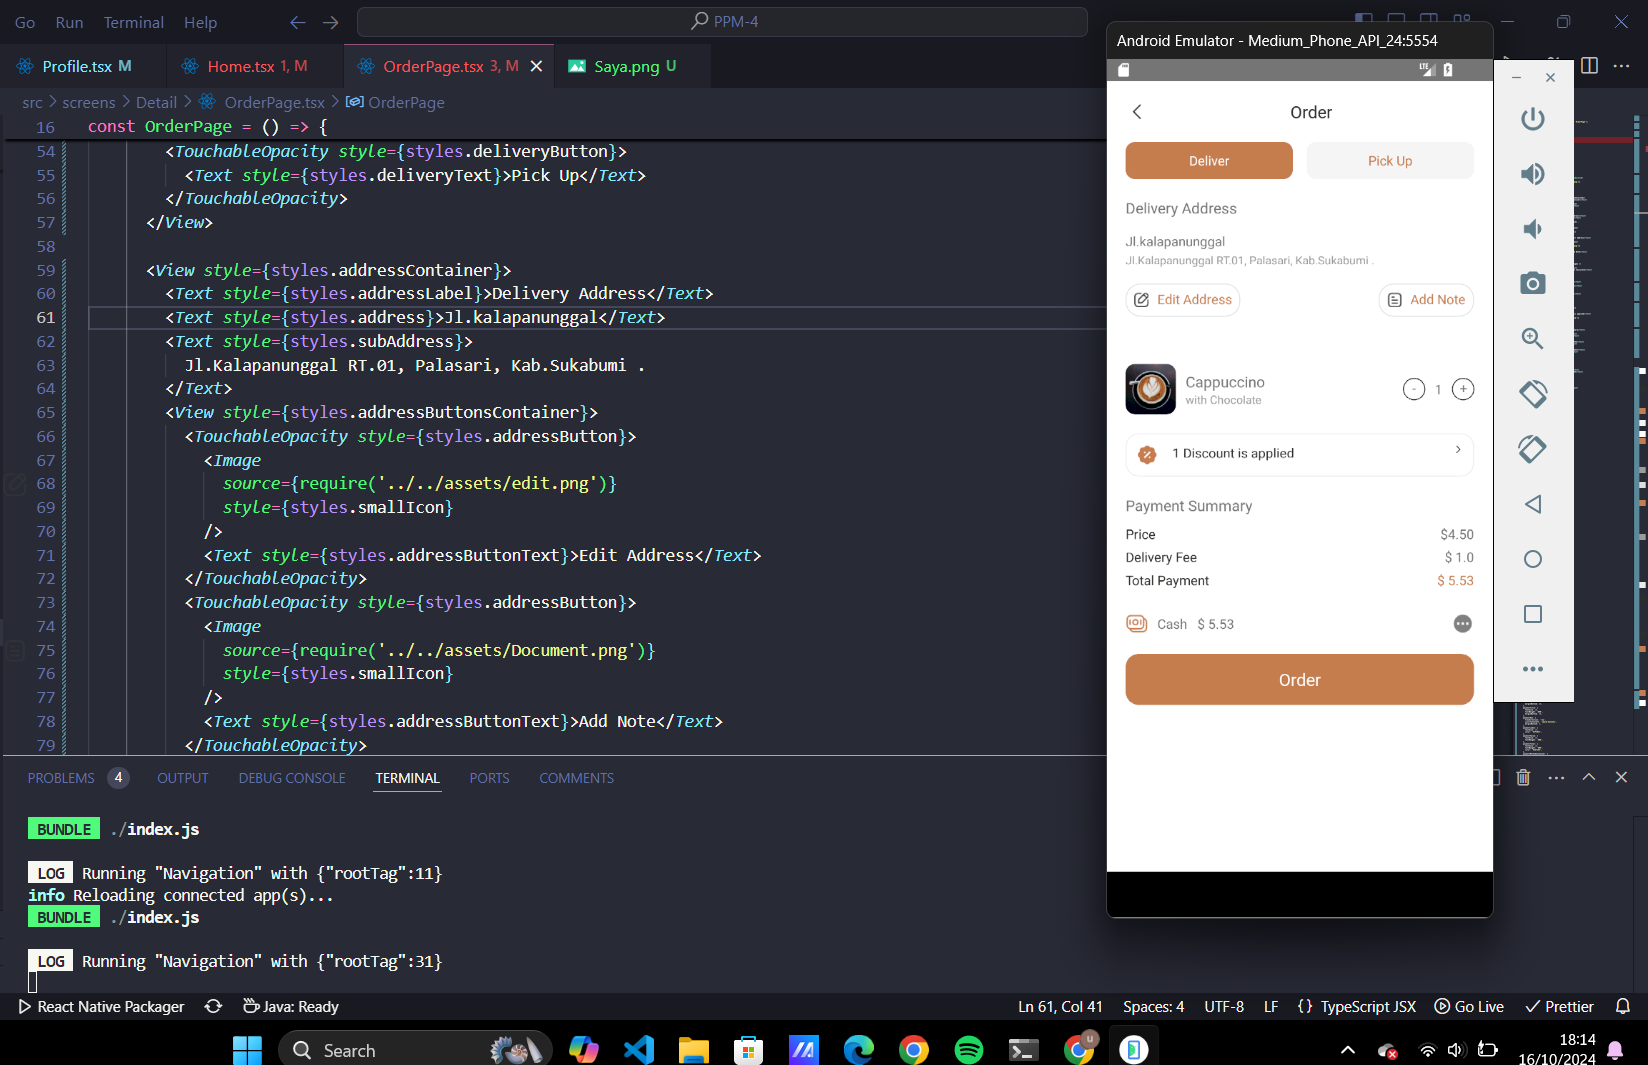 Go Run Terminal Help
PPM-4
Profile.tsx M
Home.tsx 1, M
OrderPage.tsx 3, M
Saya.png U
src > screens > Detail > OrderPage.tsx > OrderPage
16 const OrderPage = () => {
54 <TouchableOpacity style={styles.deliveryButton}>
55 <Text style={styles.deliveryText}>Pick Up</Text>
56 </TouchableOpacity>
57 </View>
58
59 <View style={styles.addressContainer}>
60 <Text style={styles.addressLabel}>Delivery Address</Text>
61 <Text style={styles.address}>Jl.kalapanunggal</Text>
62 <Text style={styles.subAddress}>
63 Jl.Kalapanunggal RT.01, Palasari, Kab.Sukabumi .
64 </Text>
65 <View style={styles.addressButtonsContainer}>
66 <TouchableOpacity style={styles.addressButton}>
67 <Image
68 source={require('../../assets/edit.png')}
69 style={styles.smallIcon}
70 />
71 <Text style={styles.addressButtonText}>Edit Address</Text>
72 </TouchableOpacity>
73 <TouchableOpacity style={styles.addressButton}>
74 <Image
75 source={require('../../assets/Document.png')}
76 style={styles.smallIcon}
77 />
78 <Text style={styles.addressButtonText}>Add Note</Text>
79 </TouchableOpacity>
PROBLEMS 4 OUTPUT DEBUG CONSOLE TERMINAL PORTS COMMENTS
BUNDLE ./index.js
LOG Running "Navigation" with {"rootTag":11}
info Reloading connected app(s)...
BUNDLE ./index.js
LOG Running "Navigation" with {"rootTag":31}
Android Emulator - Medium_Phone_API_24:5554
LTE
Order
Deliver
Pick Up
Delivery Address
Jl.kalapanunggal
Jl.Kalapanunggal RT.01, Palasari, Kab.Sukabumi .
Edit Address
Add Note
Cappuccino
with Chocolate
- 1 +
1 Discount is applied
Payment Summary
Price $4.50
Delivery Fee $ 1.0
Total Payment $ 5.53
Cash $ 5.53
Order
React Native Packager
Java: Ready
Ln 61, Col 41 Spaces: 4 UTF-8 LF {} TypeScript JSX Go Live Prettier
Search
18:14
16/10/2024